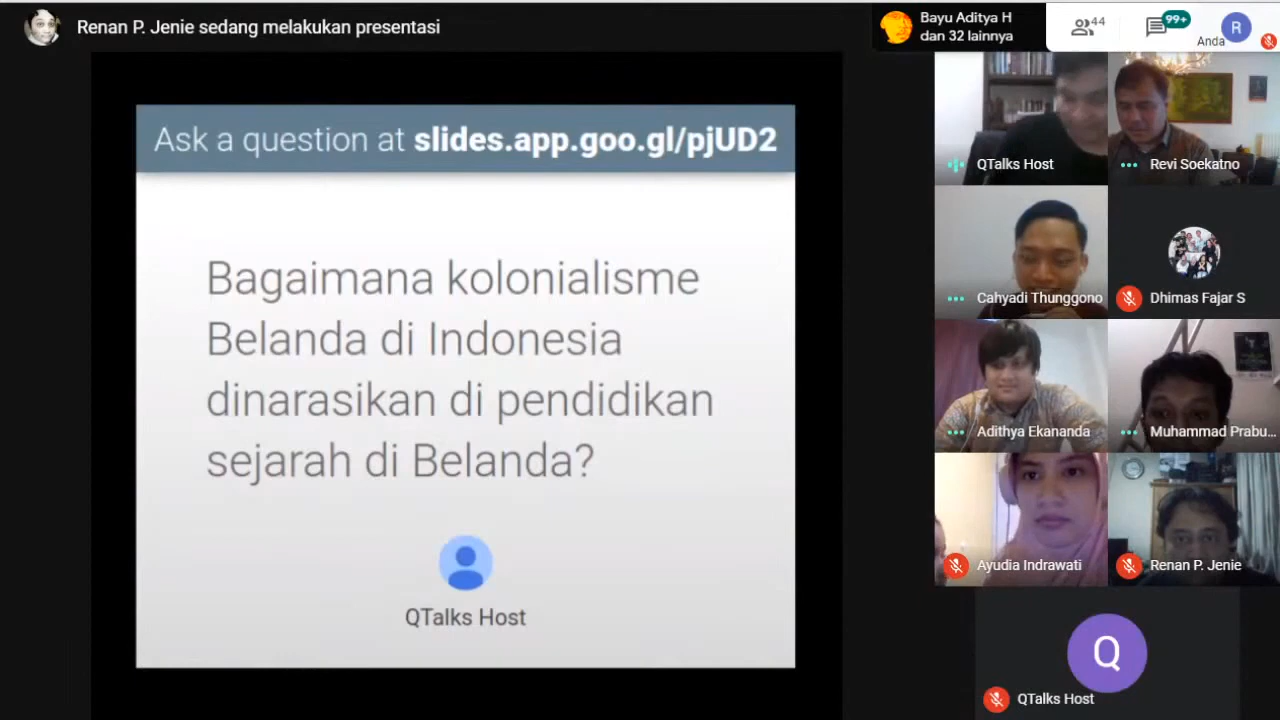 Renan P. Jenie sedang melakukan presentasi
Bayu Aditya H
dan 32 lainnya
44
99+
Anda
R
Ask a question at slides.app.goo.gl/pjUD2
Bagaimana kolonialisme
Belanda di Indonesia
dinarasikan di pendidikan
sejarah di Belanda?
QTalks Host
QTalks Host
Revi Soekatno
Cahyadi Thunggono
Dhimas Fajar S
Adithya Ekananda
Muhammad Prabu...
Ayudia Indrawati
Renan P. Jenie
Q
QTalks Host